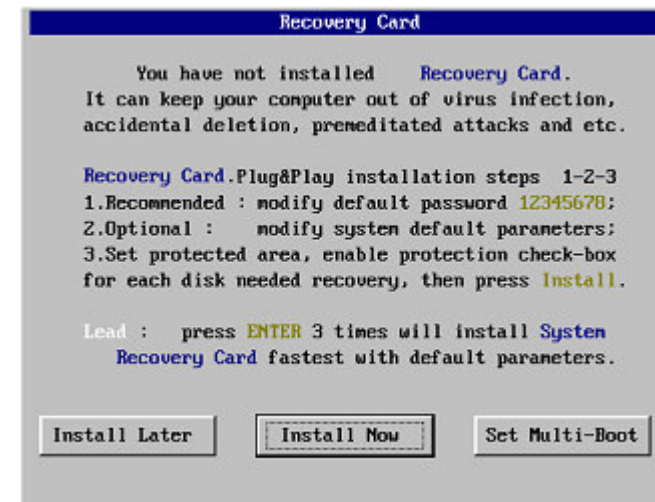 Recovery Card
You have not installed Recovery Card.
It can keep your computer out of virus infection,
accidental deletion, premeditated attacks and etc.
Recovery Card.Plug&Play installation steps 1-2-3
1.Recommended : modify default password 12345678;
2.Optional : modify system default parameters;
3.Set protected area, enable protection check-box
for each disk needed recovery, then press Install.
Lead : press ENTER 3 times will install System
Recovery Card fastest with default parameters.
Install Later Install Now Set Multi-Boot